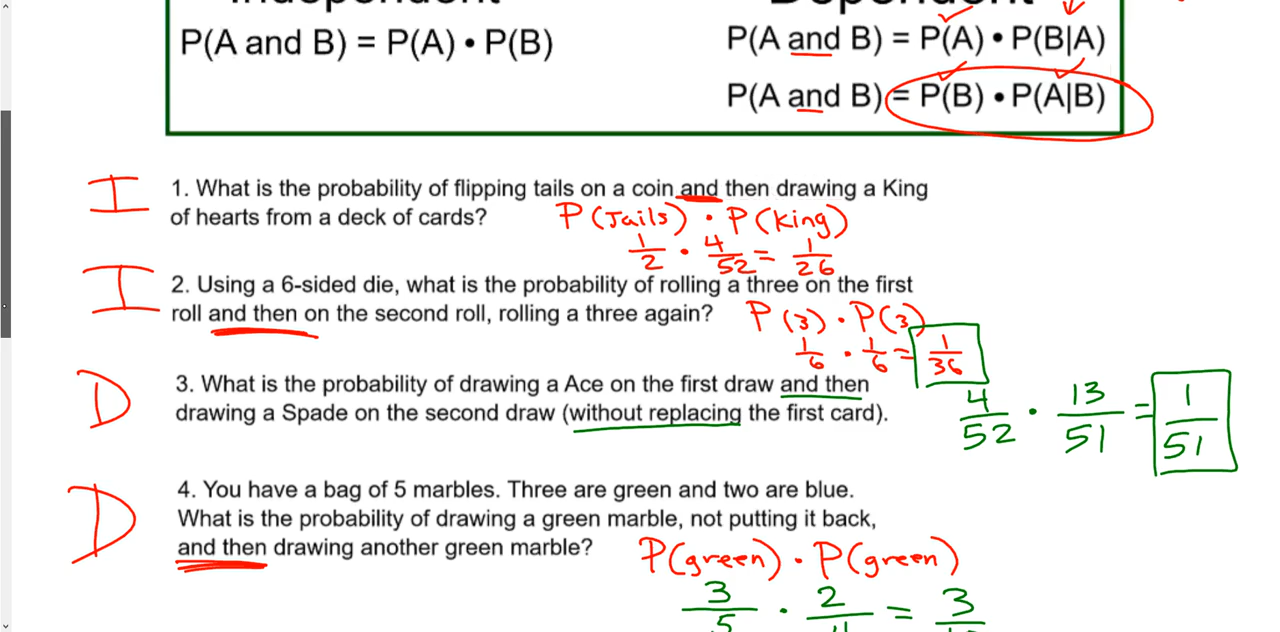 Independent
Dependent
P(A and B) = P(A) • P(B)
P(A and B) = P(A) • P(B|A)
P(A and B) = P(B) • P(A|B)
I
1. What is the probability of flipping tails on a coin and then drawing a King
of hearts from a deck of cards?
P(Tails) · P(King)
1/2 · 4/52 = 1/26
I
2. Using a 6-sided die, what is the probability of rolling a three on the first
roll and then on the second roll, rolling a three again?
P(3) · P(3)
1/6 · 1/6 = 1/36
D
3. What is the probability of drawing a Ace on the first draw and then
drawing a Spade on the second draw (without replacing the first card).
4/52 · 13/51 = 1/51
D
4. You have a bag of 5 marbles. Three are green and two are blue.
What is the probability of drawing a green marble, not putting it back,
and then drawing another green marble?
P(green) · P(green)
3/5 · 2/4 = 3